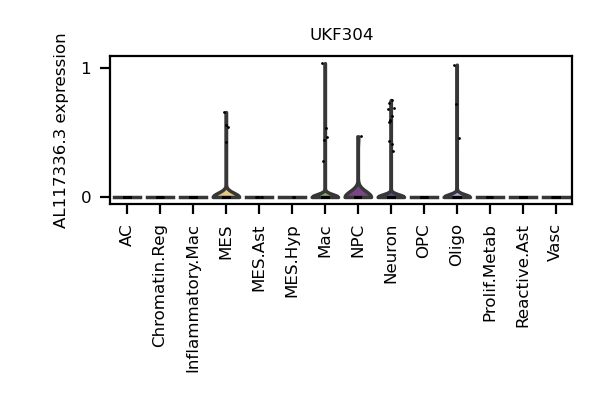 UKF304
AL117336.3 expression
1
0
AC
Chromatin.Reg
Inflammatory.Mac
MES
MES.Ast
MES.Hyp
Mac
NPC
Neuron
OPC
Oligo
Prolif.Metab
Reactive.Ast
Vasc